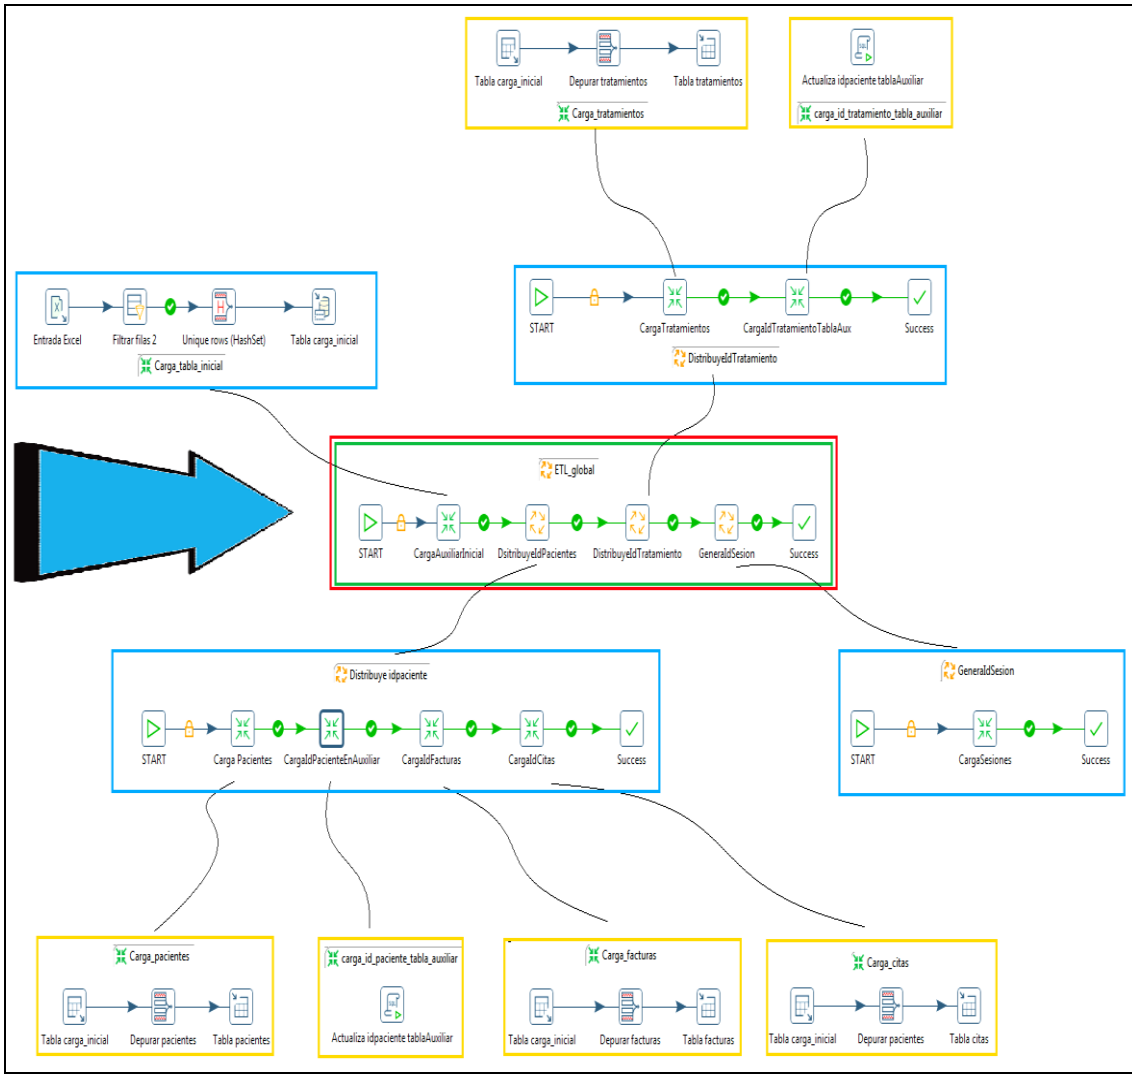 Tabla carga_inicial
Depurar tratamientos
Tabla tratamientos
Carga_tratamientos
Actualiza idpaciente tablaAuxiliar
carga_id_tratamiento_tabla_auxiliar
Entrada Excel
Filtrar filas 2
Unique rows (HashSet)
Tabla carga_inicial
Carga_tabla_inicial
START
CargaTratamientos
CargaIdTratamientoTablaAux
Success
DistribuyeIdTratamiento
ETL_global
START
CargaAuxiliarInicial
DsitribuyeIdPacientes
DistribuyeIdTratamiento
GeneraIdSesion
Success
Distribuye idpaciente
START
Carga Pacientes
CargaIdPacienteEnAuxiliar
CargaIdFacturas
CargaIdCitas
Success
GeneraIdSesion
START
CargaSesiones
Success
Carga_pacientes
Tabla carga_inicial
Depurar pacientes
Tabla pacientes
carga_id_paciente_tabla_auxiliar
Actualiza idpaciente tablaAuxiliar
Carga_facturas
Tabla carga_inicial
Depurar facturas
Tabla facturas
Carga_citas
Tabla carga_inicial
Depurar pacientes
Tabla citas